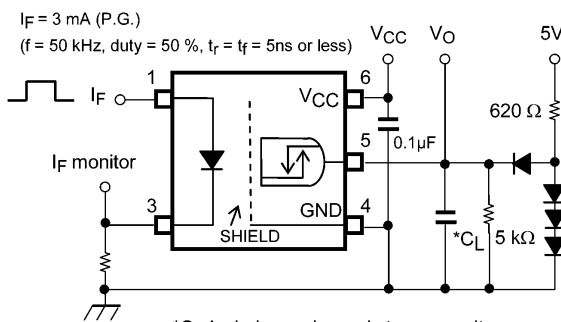 IF = 3 mA (P.G.)
(f = 50 kHz, duty = 50 %, tr = tf = 5ns or less)
VCC
VO
5V
1
6
IF
VCC
620 Ω
5
0.1µF
IF monitor
3
GND
4
SHIELD
*CL
5 kΩ